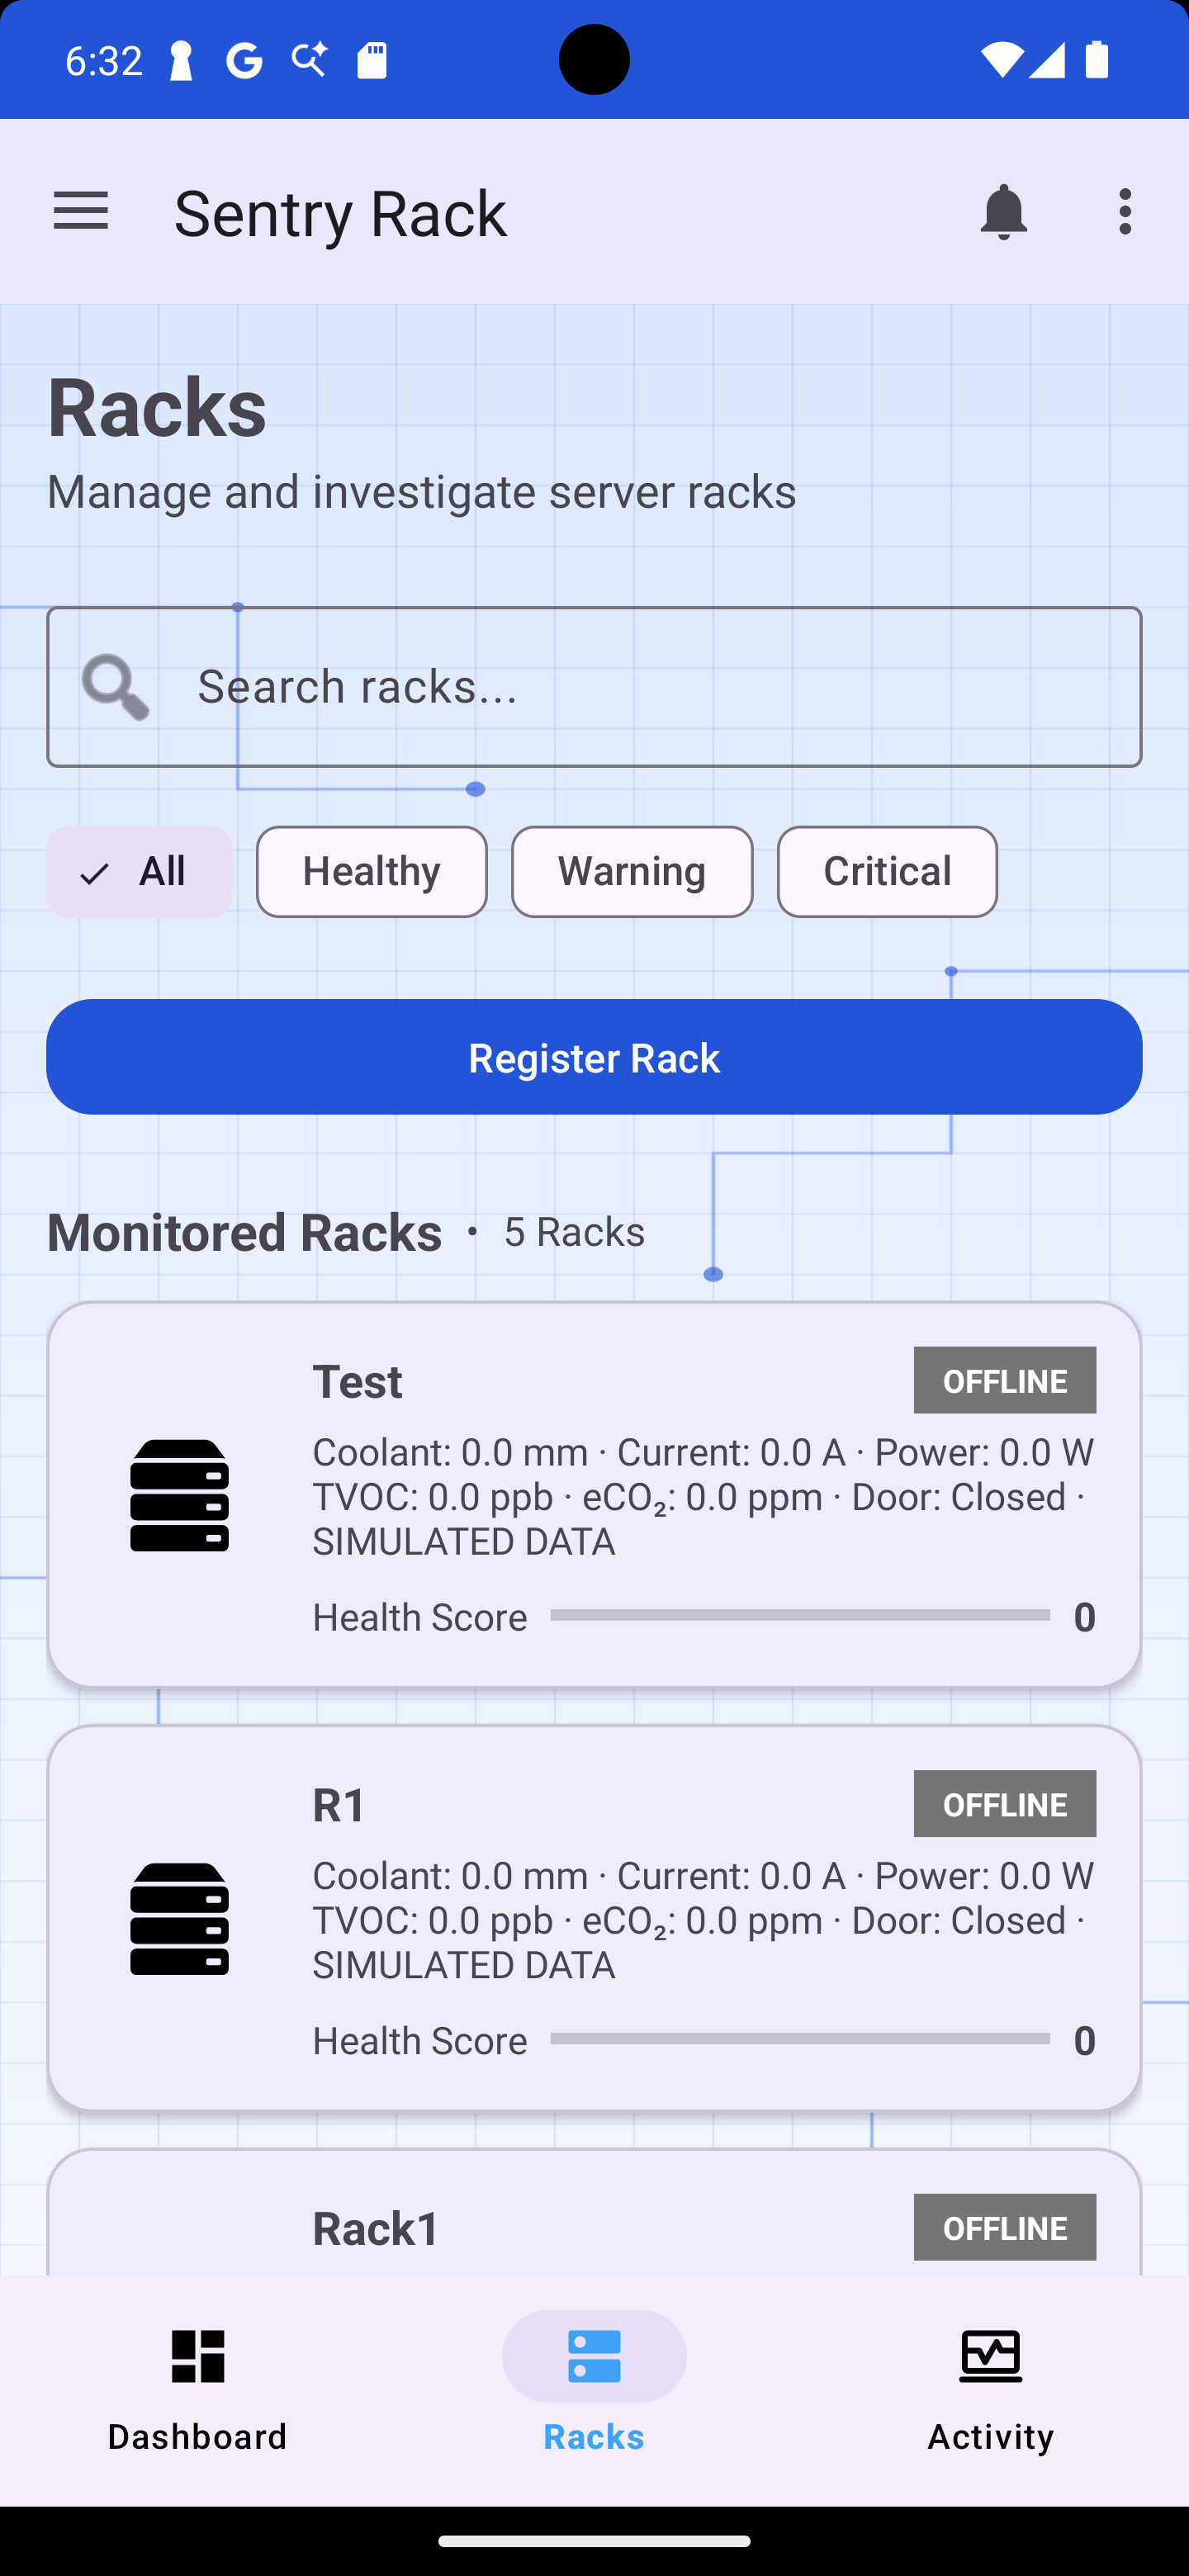 6:32
Sentry Rack
Racks
Manage and investigate server racks
Search racks...
All
Healthy
Warning
Critical
Register Rack
Monitored Racks • 5 Racks
Test
OFFLINE
Coolant: 0.0 mm · Current: 0.0 A · Power: 0.0 W
TVOC: 0.0 ppb · eCO₂: 0.0 ppm · Door: Closed ·
SIMULATED DATA
Health Score 0
R1
OFFLINE
Coolant: 0.0 mm · Current: 0.0 A · Power: 0.0 W
TVOC: 0.0 ppb · eCO₂: 0.0 ppm · Door: Closed ·
SIMULATED DATA
Health Score 0
Rack1
OFFLINE
Dashboard
Racks
Activity